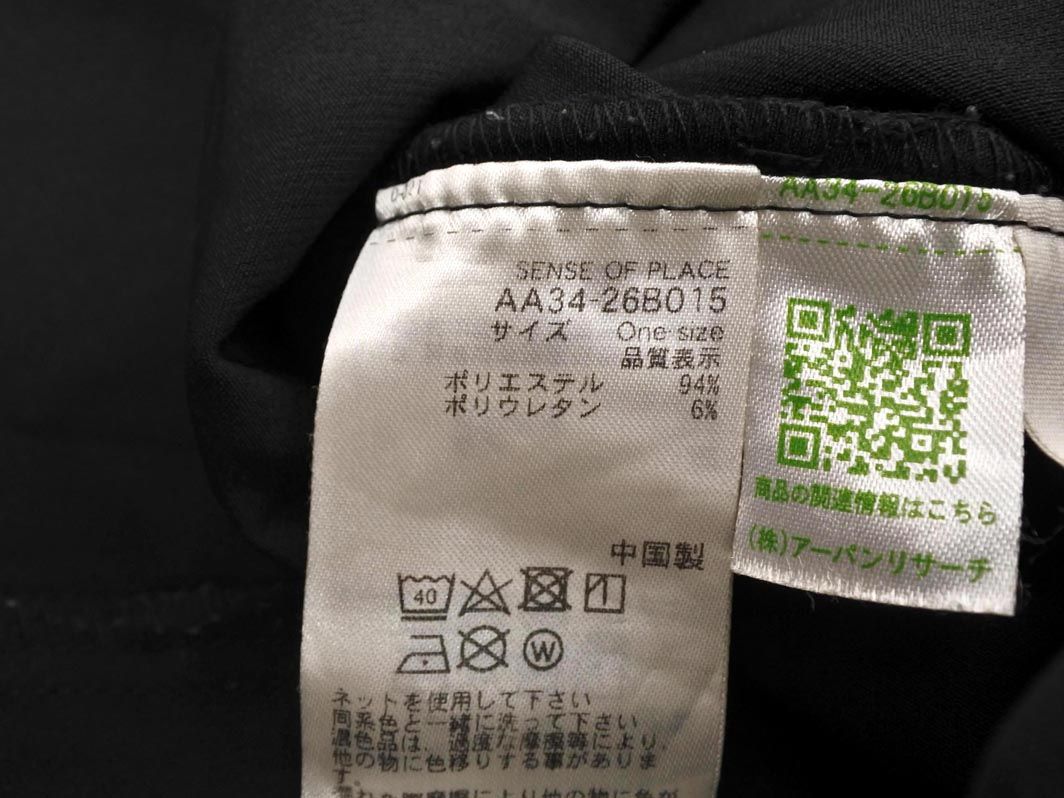 SENSE OF PLACE
AA34-26B015
サイズ One size
品質表示
ポリエステル 94%
ポリウレタン 6%
中国製
40
W
ネットを使用して下さい
同系色と一緒に洗って下さい
濃色品は、過度な摩擦等により、
他の物に色移りする事がありま
す。
AA34-26B015
商品の関連情報はこちら
(株)アーバンリサーチ